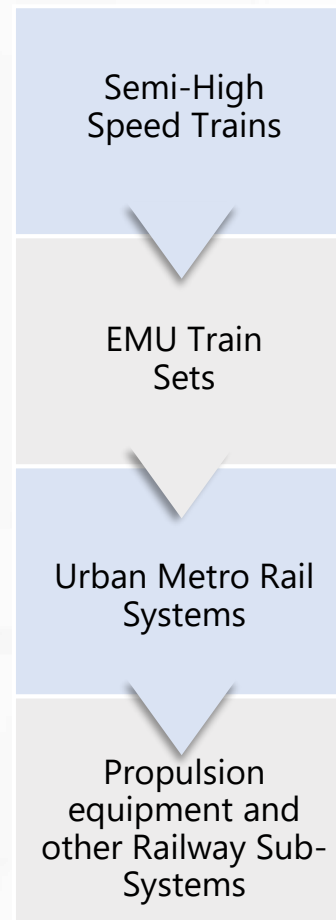 Semi-High
Speed Trains
EMU Train
Sets
Urban Metro Rail
Systems
Propulsion
equipment and
other Railway Sub-
Systems